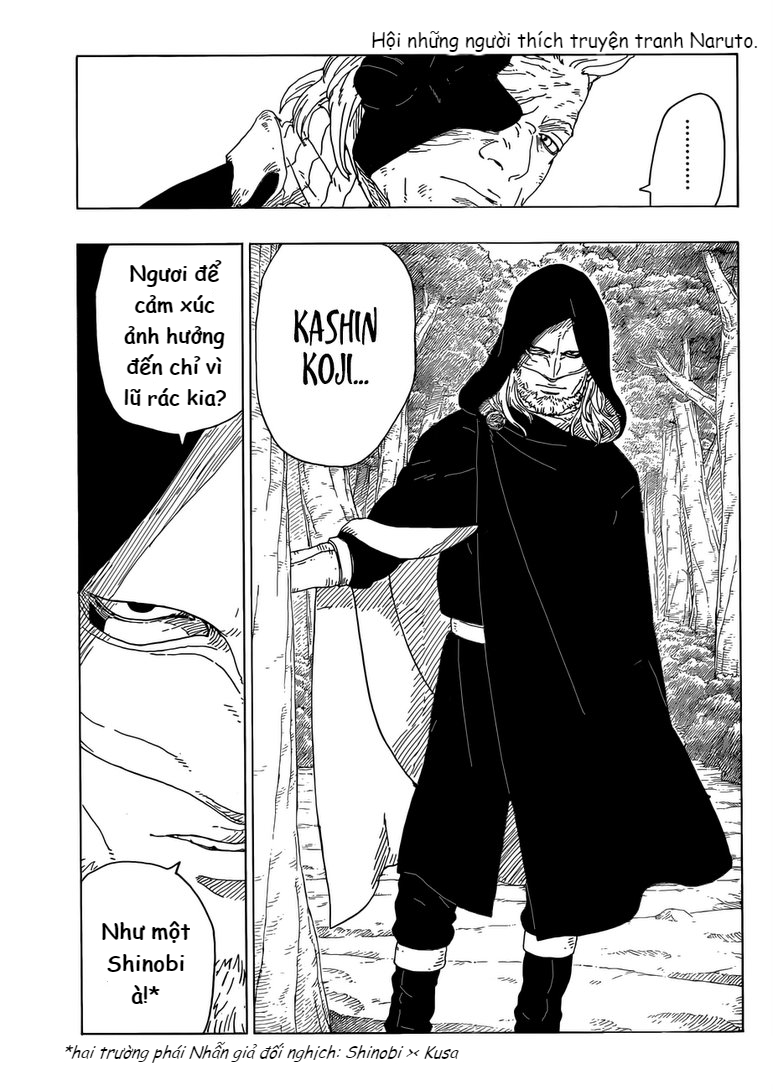 Hội những người thích truyện tranh Naruto.
..........
KASHIN
KOJI...
Ngươi để
cảm xúc
ảnh hưởng
đến chỉ vì
lũ rác kia?
Như một
Shinobi
à!*
*hai trường phái Nhẫn giả đối nghịch: Shinobi >< Kusa